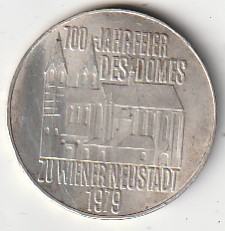 700 JAHRFEIER
DES·DOMES
ZU WIENER NEUSTADT
1979